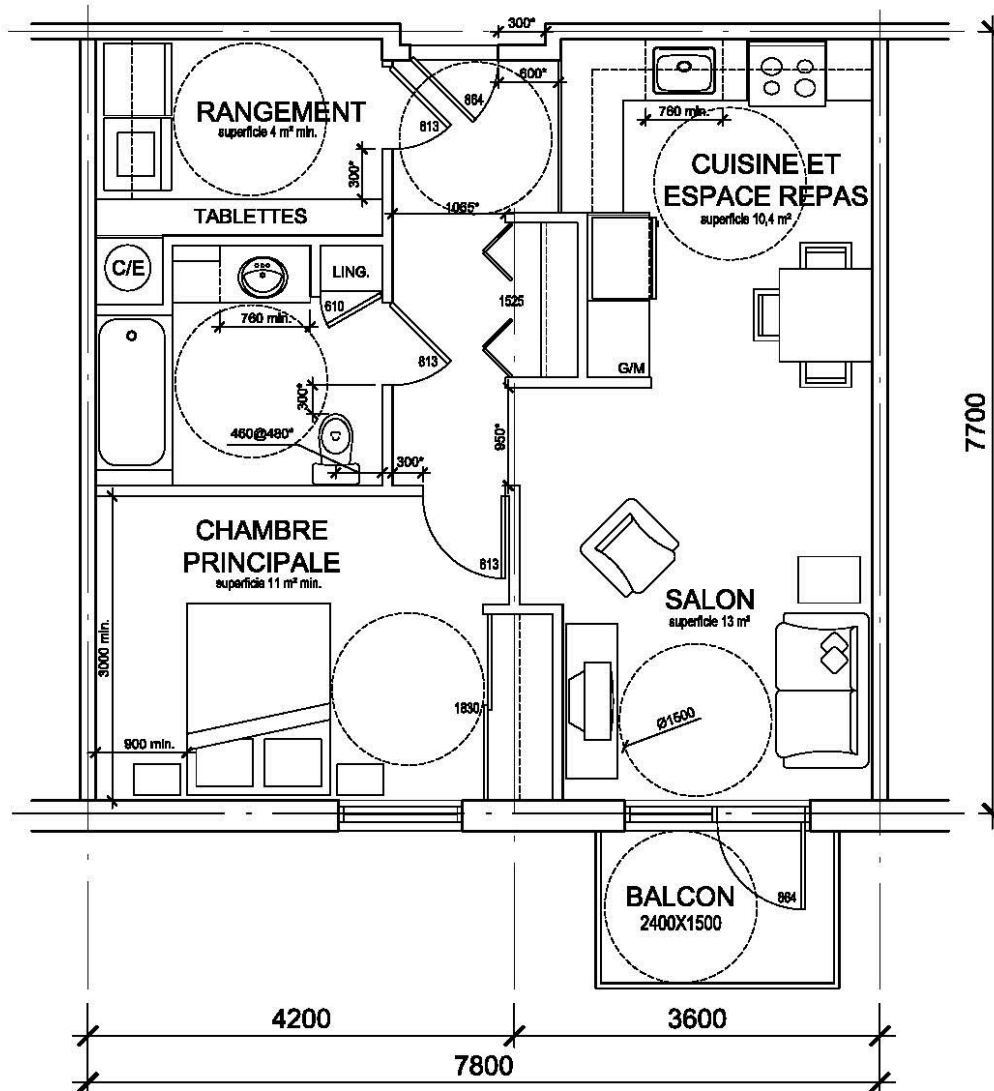 300*
600*
864
813
RANGEMENT
superficie 4 m² min.
300*
760 min.
CUISINE ET
ESPACE REPAS
superficie 10,4 m²
TABLETTES
1065*
C/E
LING.
610
1525
760 min.
813
G/M
300*
460@480*
300*
950*
7700
CHAMBRE
PRINCIPALE
superficie 11 m² min.
813
SALON
superficie 13 m²
3000 min.
1830
Ø1500
900 min.
BALCON
2400X1500
864
4200
3600
7800